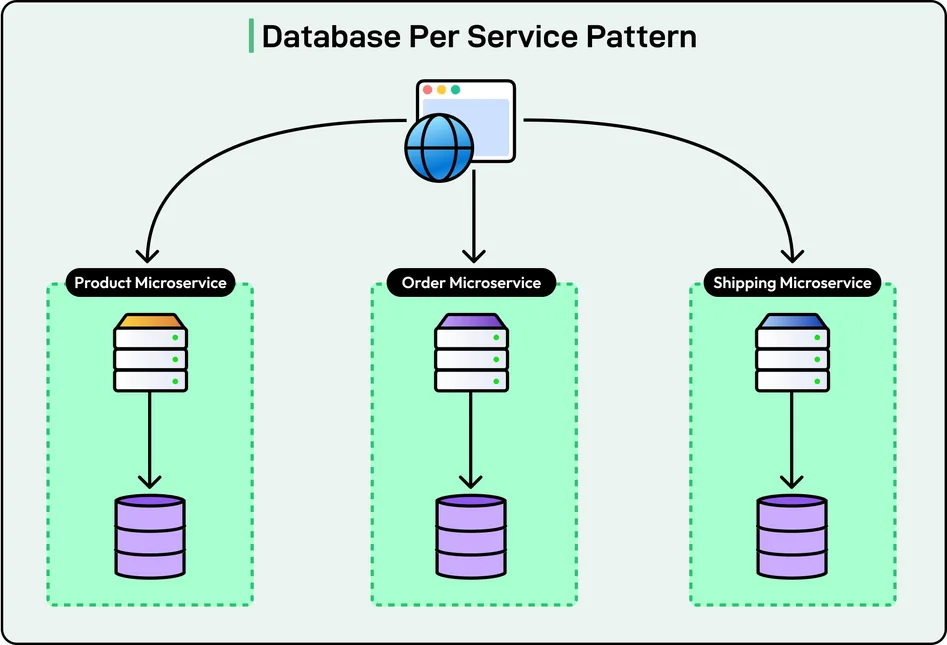 Database Per Service Pattern
Product Microservice
Order Microservice
Shipping Microservice